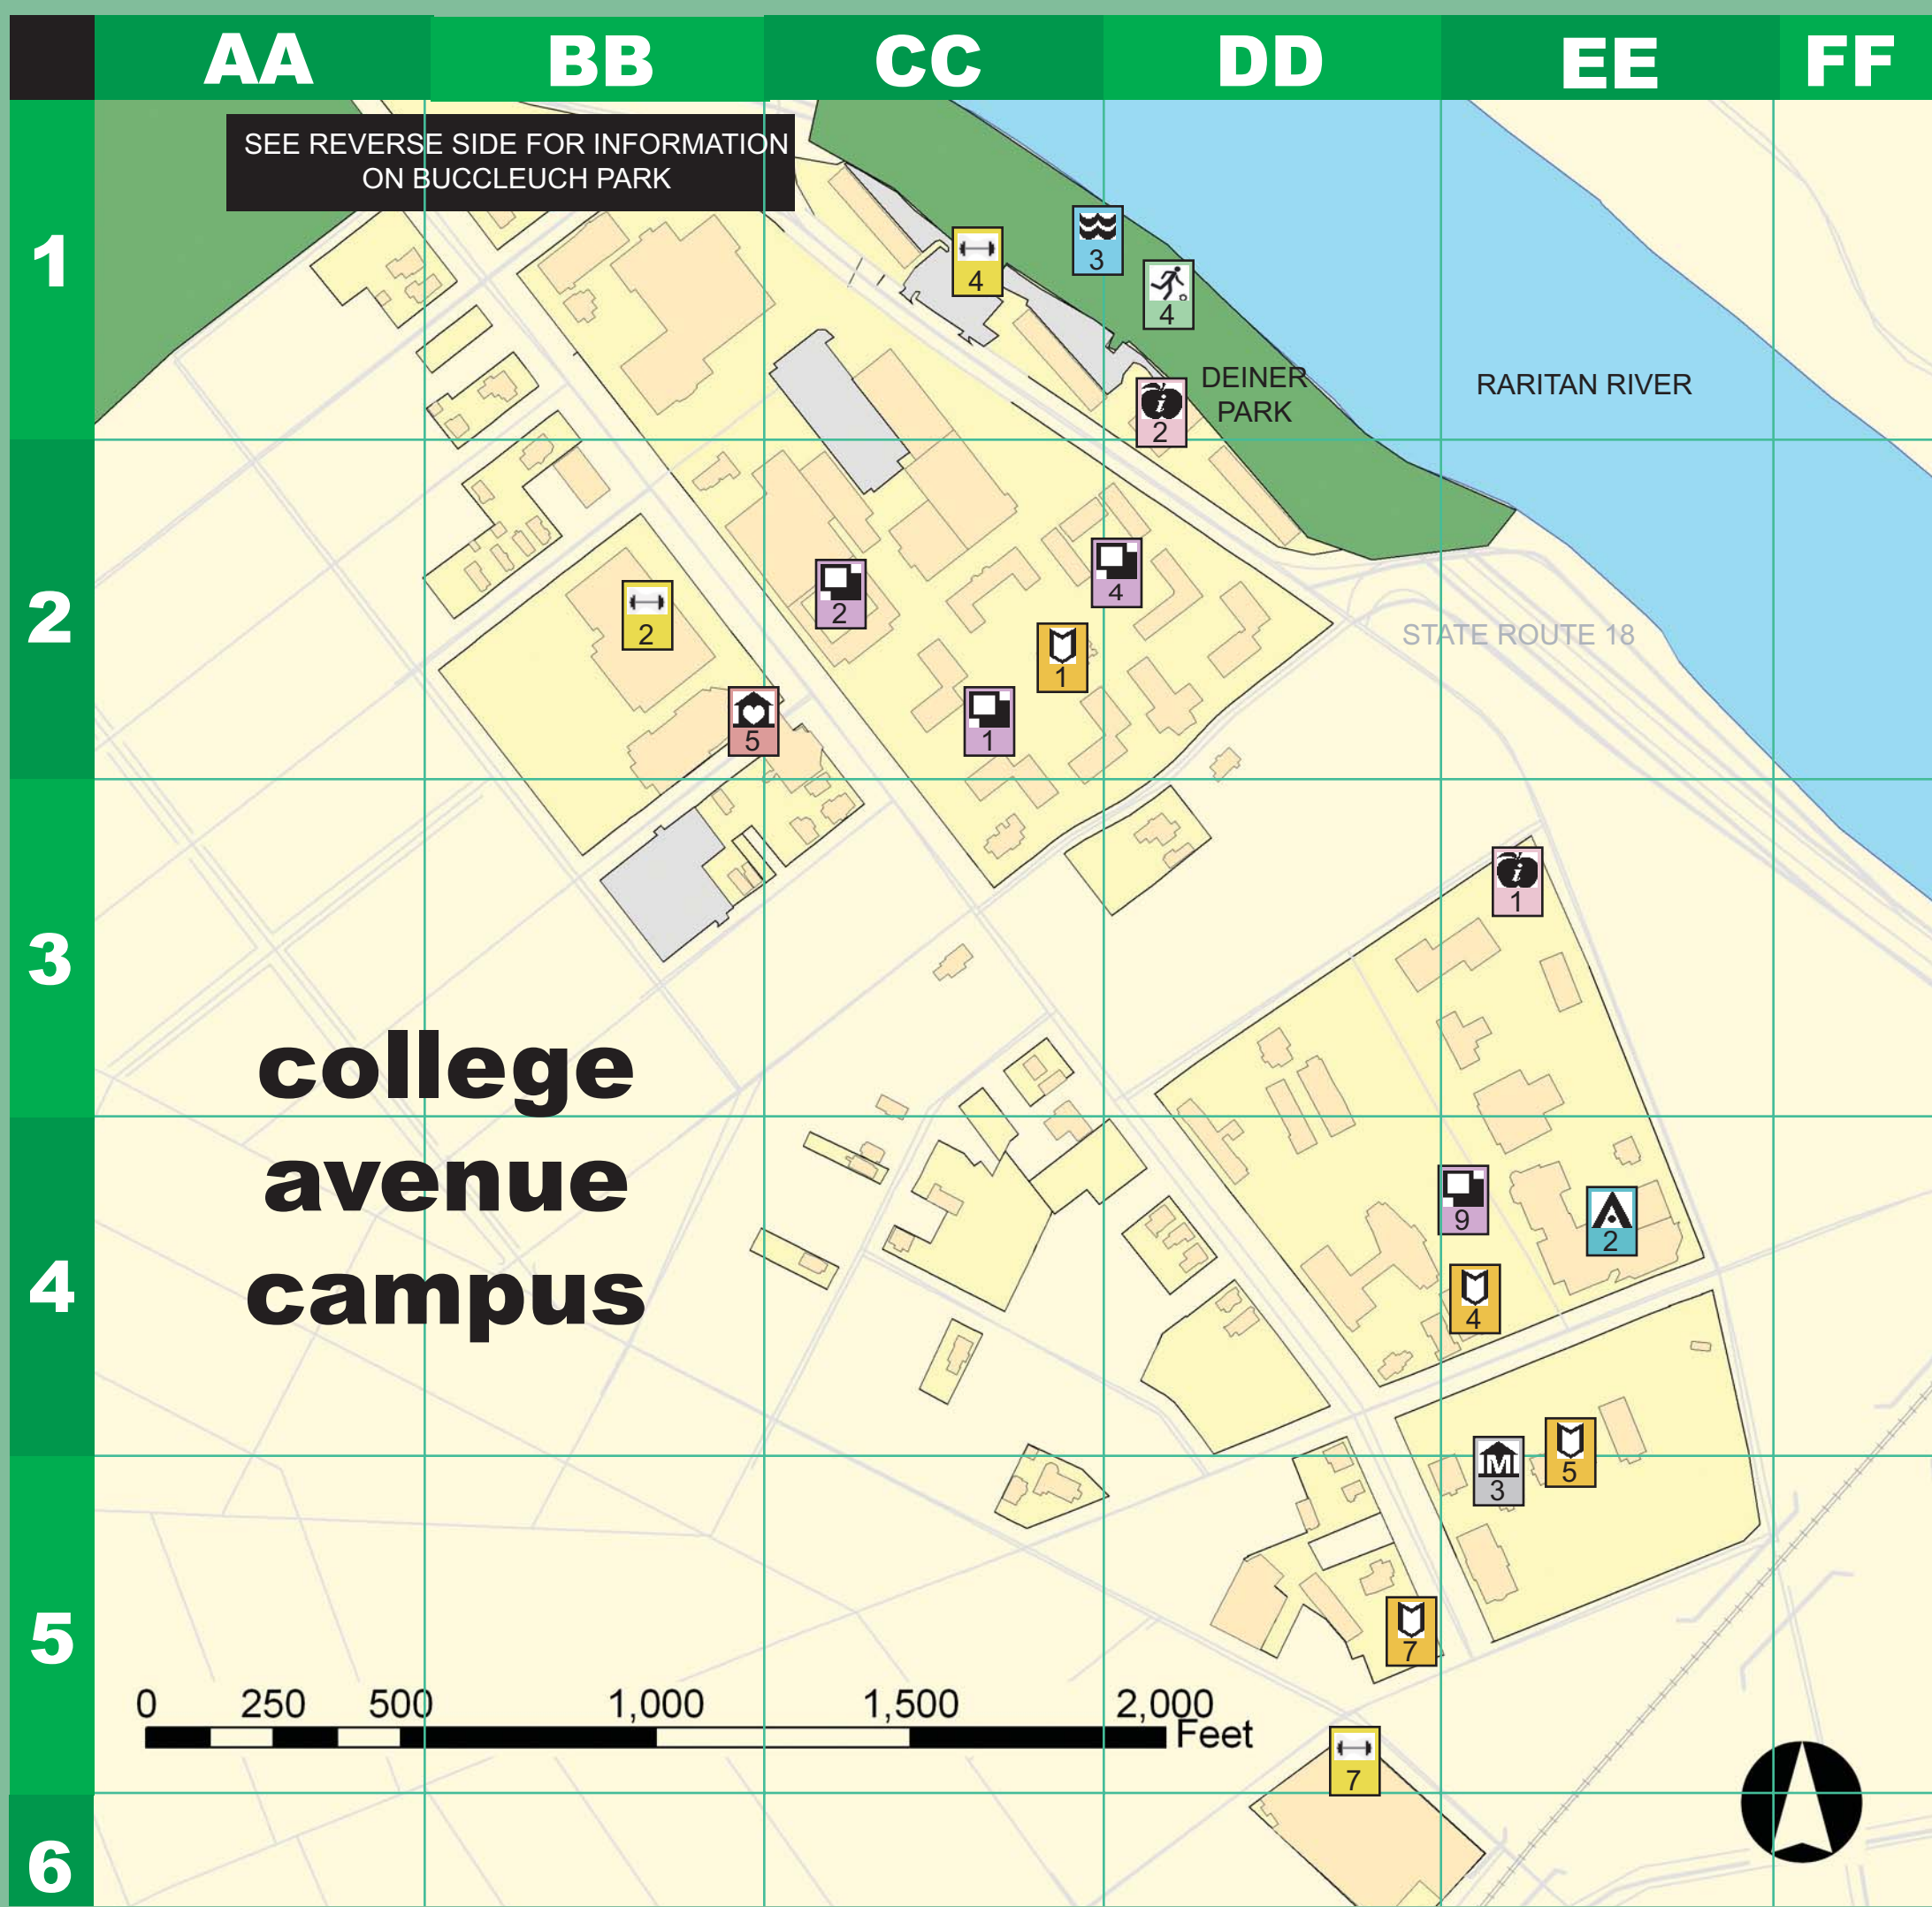 AA BB CC DD EE FF
SEE REVERSE SIDE FOR INFORMATION
ON BUCCLEUCH PARK
1
4
3
4
2
DEINER
PARK
RARITAN RIVER
2
2
2
4
1
1
5
STATE ROUTE 18
3
1
college
avenue
campus
4
9
2
4
5
3
5
7
0 250 500 1,000 1,500 2,000
Feet
7
6